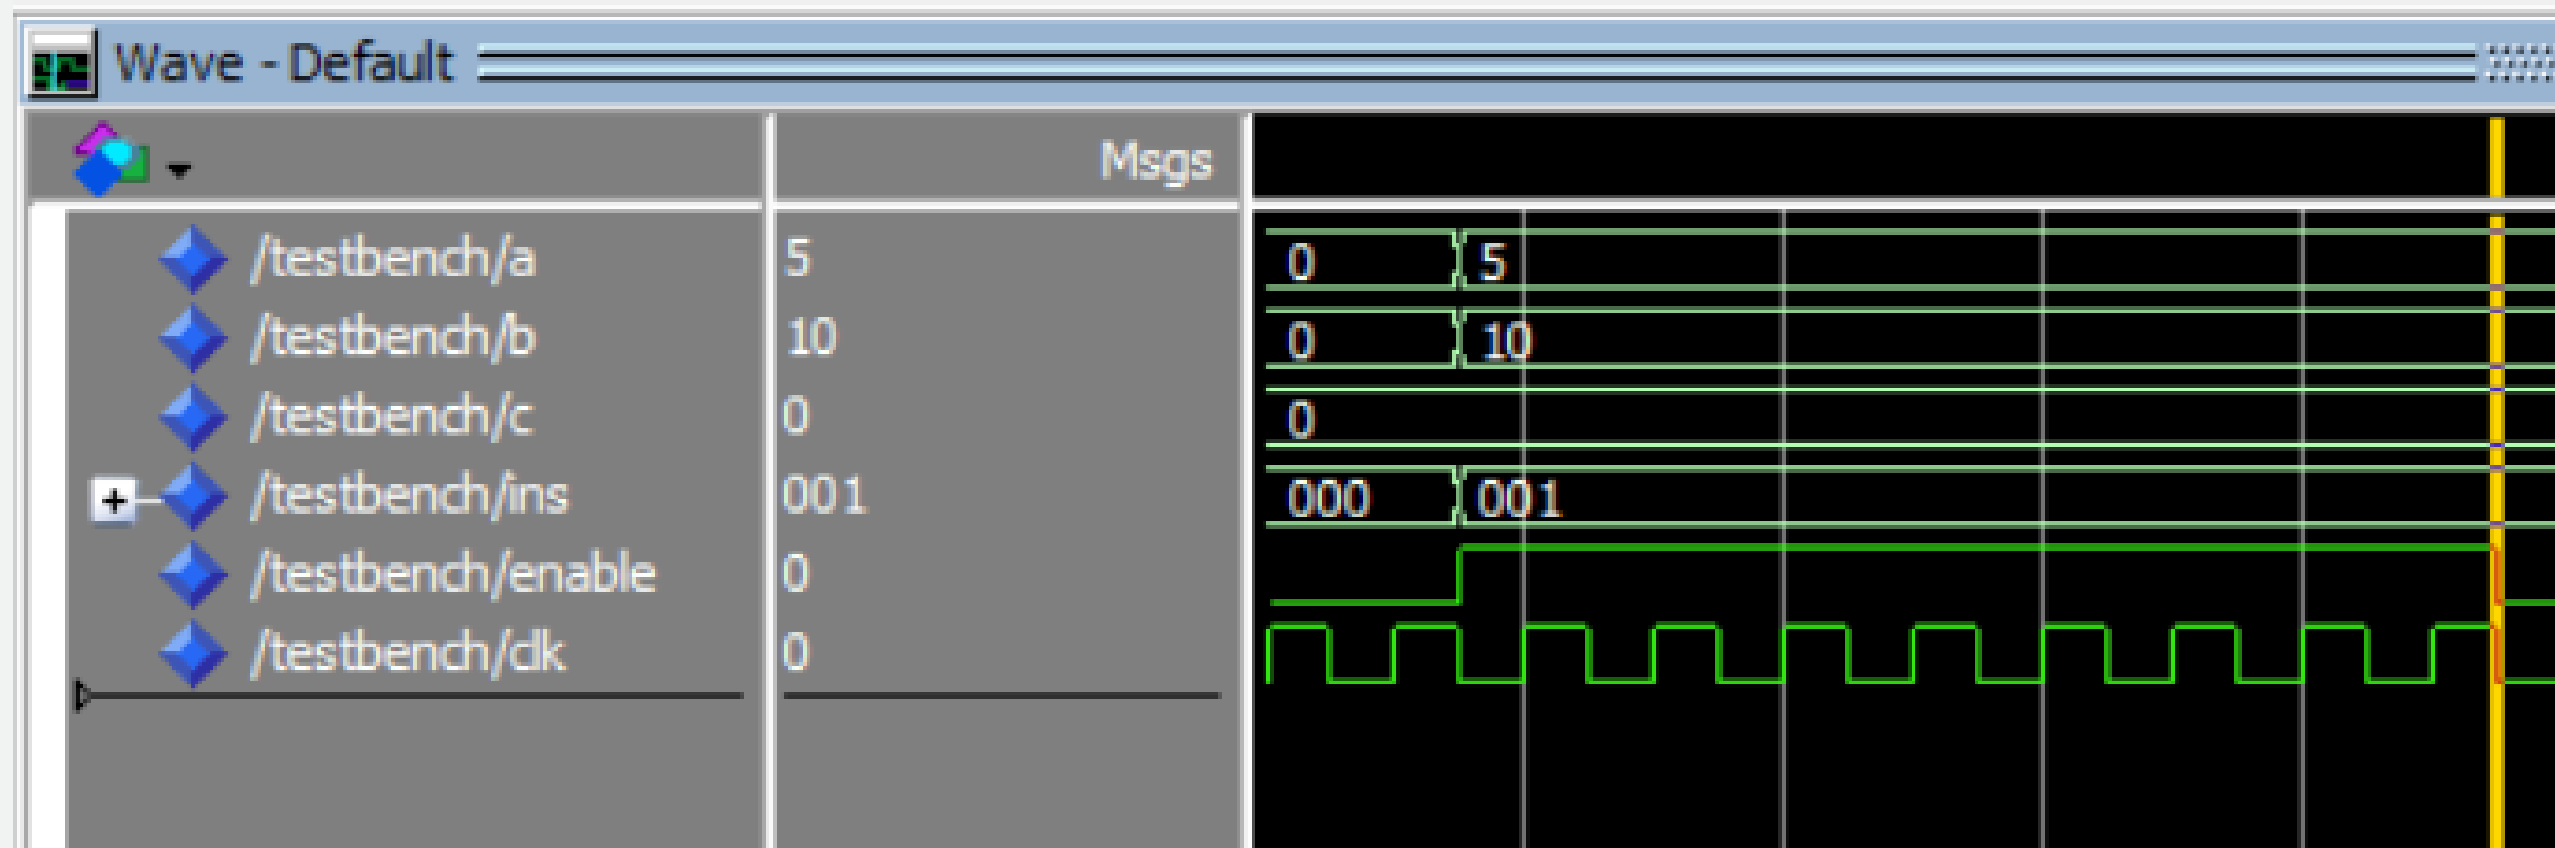 Wave - Default
Msgs
/testbench/a 5 0 5
/testbench/b 10 0 10
/testbench/c 0 0
/testbench/ins 001 000 001
/testbench/enable 0
/testbench/clk 0